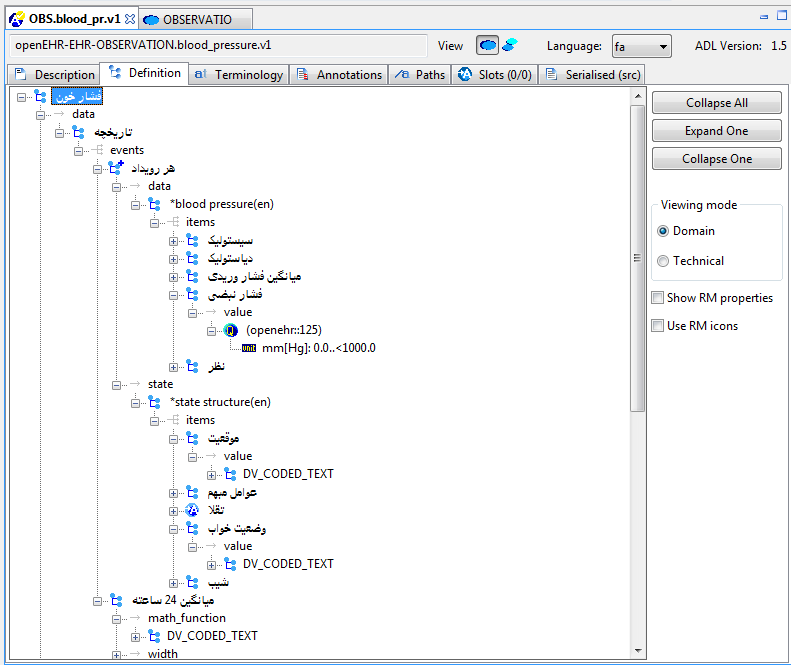 OBS.blood_pr.v1 OBSERVATIO
openEHR-EHR-OBSERVATION.blood_pressure.v1 View Language: fa ADL Version: 1.5
Description Definition Terminology Annotations Paths Slots (0/0) Serialised (src)
فشار خون
data
تاریخچه
events
هر رویداد
data
*blood pressure(en)
items
سیستولیک
دیاستولیک
میانگین فشار وریدی
فشار نبضی
value
(openehr::125)
unit mm[Hg]: 0.0..<1000.0
نظر
state
*state structure(en)
items
موقعیت
value
DV_CODED_TEXT
عوامل مبهم
تقلا
وضعیت خواب
value
DV_CODED_TEXT
شیب
میانگین 24 ساعته
math_function
DV_CODED_TEXT
width
Collapse All
Expand One
Collapse One
Viewing mode
Domain
Technical
Show RM properties
Use RM icons